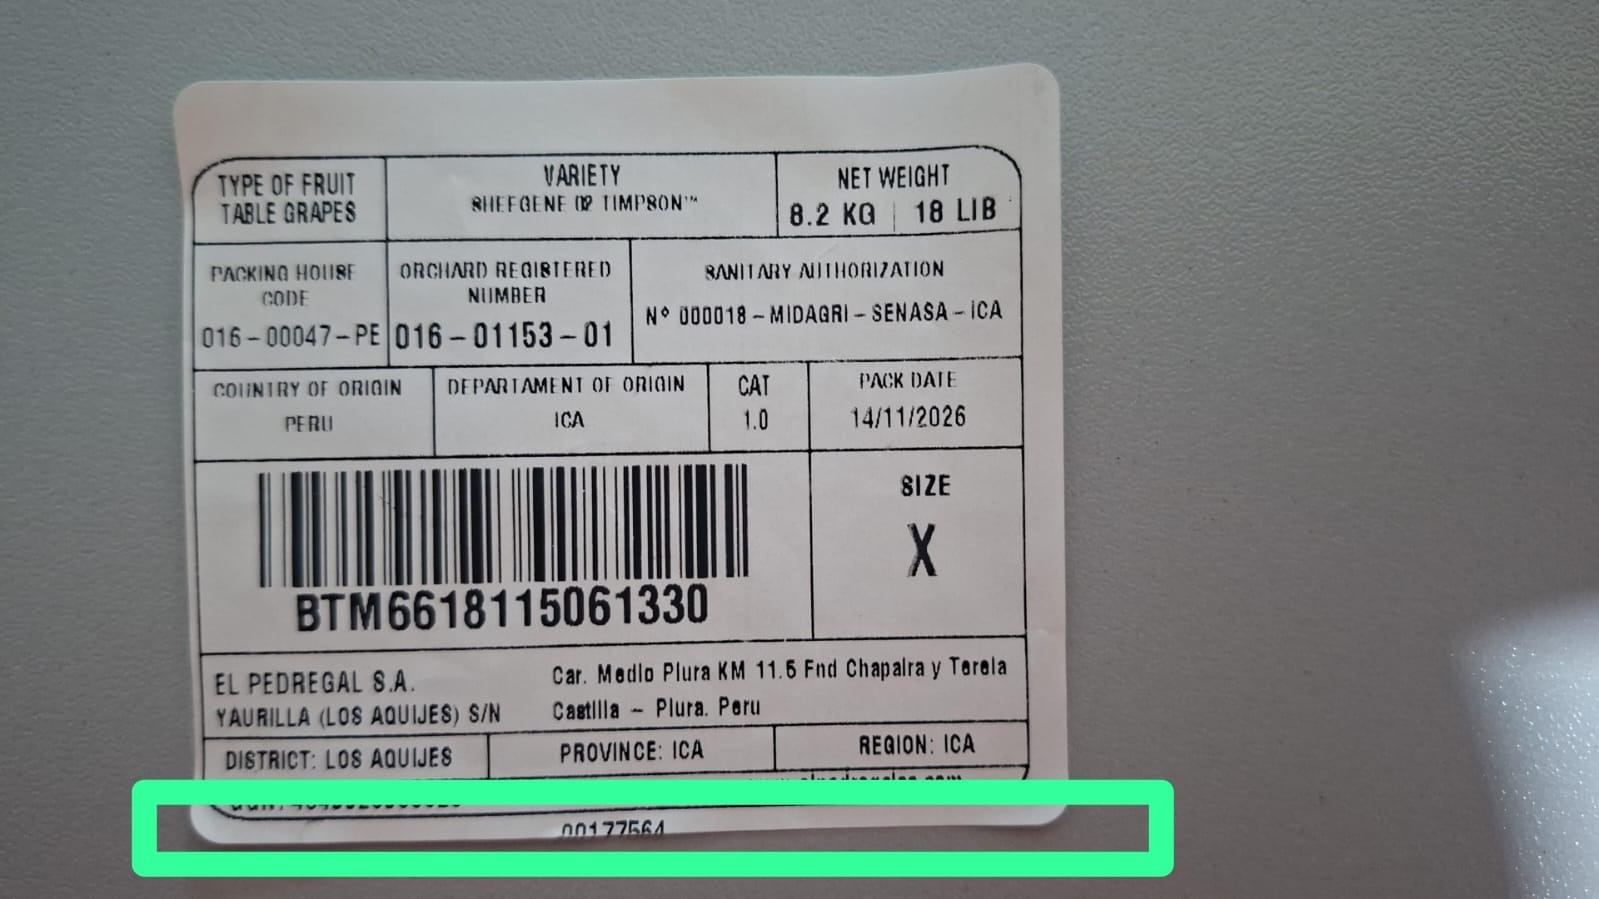 TYPE OF FRUIT
TABLE GRAPES
VARIETY
SHEEGENE 02 TIMPSON™
NET WEIGHT
8.2 KG | 18 LIB
PACKING HOUSE
CODE
016-00047-PE
ORCHARD REGISTERED
NUMBER
016-01153-01
SANITARY AUTHORIZATION
N° 000018-MIDAGRI-SENASA-ICA
COUNTRY OF ORIGIN
PERU
DEPARTAMENT OF ORIGIN
ICA
CAT
1.0
PACK DATE
14/11/2026
BTM6618115061330
SIZE
X
EL PEDREGAL S.A.
YAURILLA (LOS AQUIJES) S/N
Car. Medio Piura KM 11.5 Fnd Chapaira y Terela
Castilla - Piura. Peru
DISTRICT: LOS AQUIJES
PROVINCE: ICA
REGION: ICA
00177564